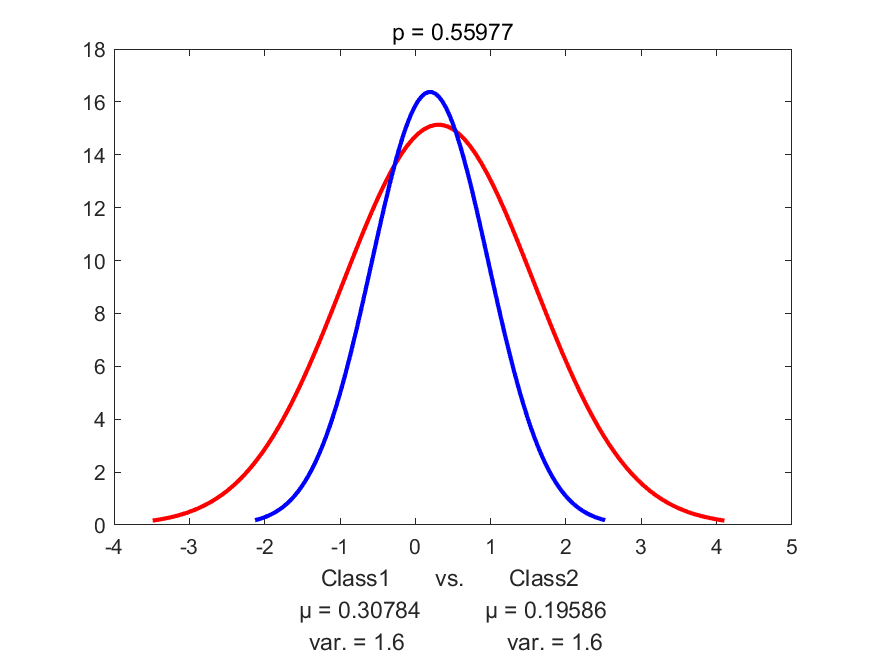 p = 0.55977
18
16
14
12
10
8
6
4
2
0
-4 -3 -2 -1 0 1 2 3 4 5
Class1 vs. Class2
μ = 0.30784 μ = 0.19586
var. = 1.6 var. = 1.6